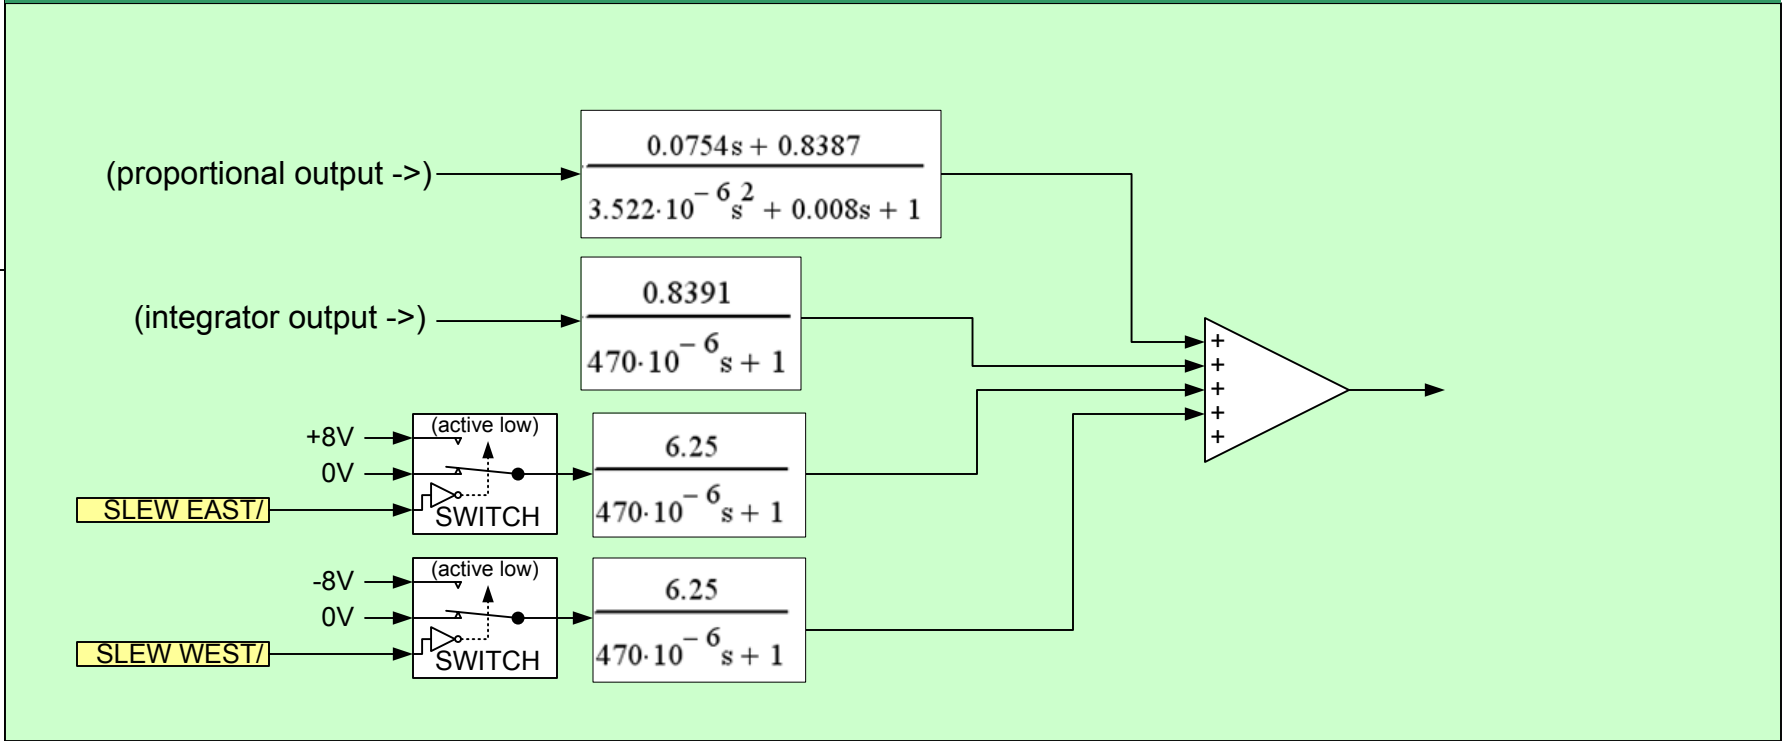 (proportional output ->)
0.0754s + 0.8387
3.522·10^−6 s^2 + 0.008s + 1
(integrator output ->)
0.8391
470·10^−6 s + 1
+8V
0V
SLEW EAST/
(active low)
SWITCH
6.25
470·10^−6 s + 1
-8V
0V
SLEW WEST/
(active low)
SWITCH
6.25
470·10^−6 s + 1
+
+
+
+
+